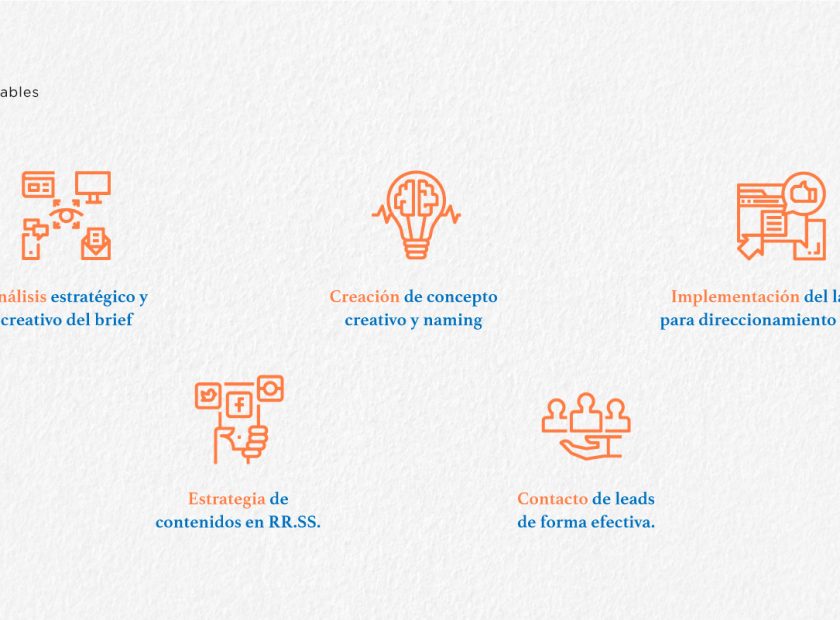 ables
nálisis estratégico y
creativo del brief
Creación de concepto
creativo y naming
Implementación del la
para direccionamiento
Estrategia de
contenidos en RR.SS.
Contacto de leads
de forma efectiva.